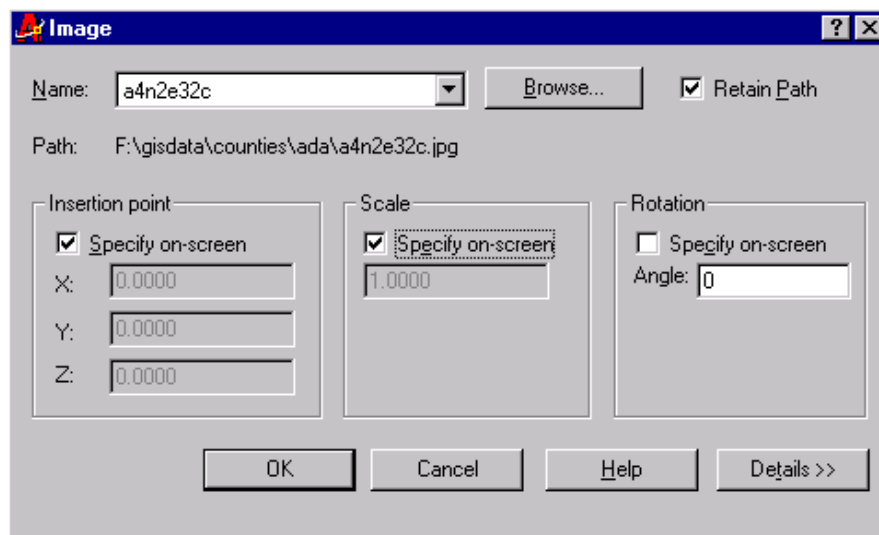 Image
Name: a4n2e32c Browse... Retain Path
Path: F:\gisdata\counties\ada\a4n2e32c.jpg
Insertion point
Specify on-screen
X: 0.0000
Y: 0.0000
Z: 0.0000
Scale
Specify on-screen
1.0000
Rotation
Specify on-screen
Angle: 0
OK Cancel Help Details >>